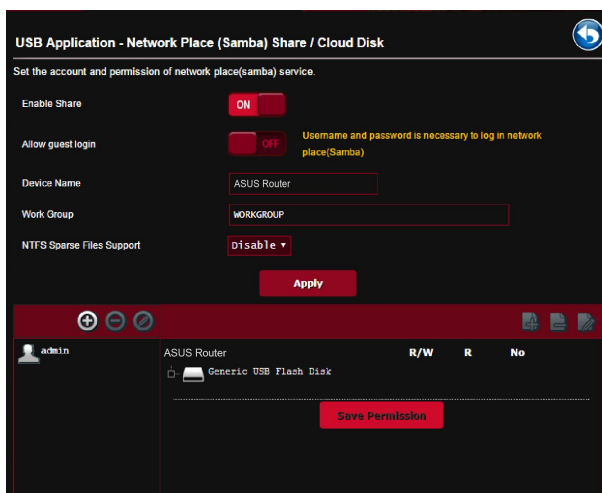 USB Application - Network Place (Samba) Share / Cloud Disk
Set the account and permission of network place(samba) service.
Enable Share ON
Allow guest login OFF Username and password is necessary to log in network
place(Samba)
Device Name ASUS Router
Work Group WORKGROUP
NTFS Sparse Files Support Disable
Apply
admin ASUS Router R/W R No
Generic USB Flash Disk
Save Permission